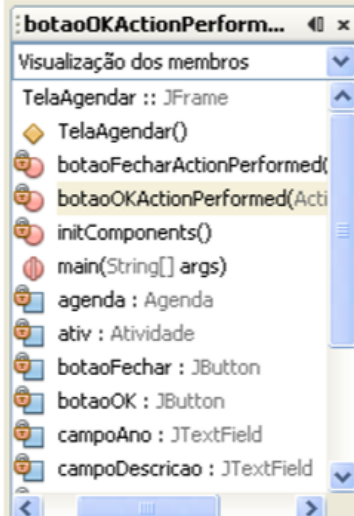 botaoOKActionPerform...
Visualização dos membros
TelaAgendar :: JFrame
TelaAgendar()
botaoFecharActionPerformed(
botaoOKActionPerformed(Acti
initComponents()
main(String[] args)
agenda : Agenda
ativ : Atividade
botaoFechar : JButton
botaoOK : JButton
campoAno : JTextField
campoDescricao : JTextField